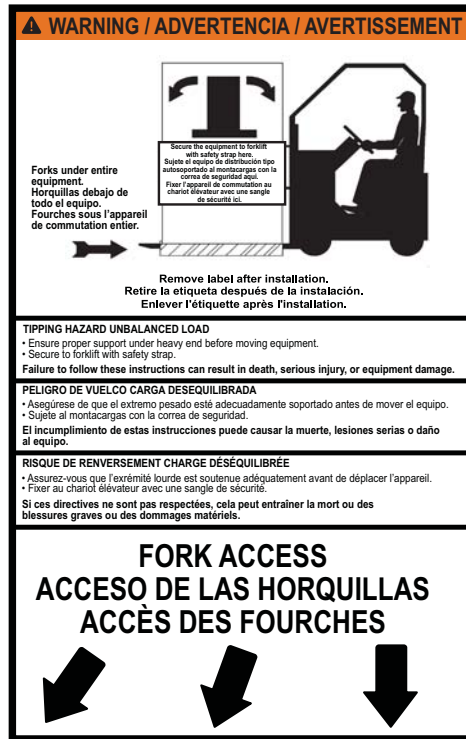 WARNING / ADVERTENCIA / AVERTISSEMENT
Secure the equipment to forklift
with safety strap here.
Sujete el equipo de distribución tipo
autosoportado al montacargas con la
correa de seguridad aqui.
Fixer l'appareil de commutation au
chariot élévateur avec une sangle
de sécurité ici.
Forks under entire
equipment.
Horquillas debajo de
todo el equipo.
Fourches sous l'appareil
de commutation entier.
Remove label after installation.
Retire la etiqueta después de la instalación.
Enlever l'étiquette après l'installation.
TIPPING HAZARD UNBALANCED LOAD
• Ensure proper support under heavy end before moving equipment.
• Secure to forklift with safety strap.
Failure to follow these instructions can result in death, serious injury, or equipment damage.
PELIGRO DE VUELCO CARGA DESEQUILIBRADA
• Asegúrese de que el extremo pesado esté adecuadamente soportado antes de mover el equipo.
• Sujete al montacargas con la correa de seguridad.
El incumplimiento de estas instrucciones puede causar la muerte, lesiones serias o daño
al equipo.
RISQUE DE RENVERSEMENT CHARGE DÉSÉQUILIBRÉE
• Assurez-vous que l'exrémité lourde est soutenue adéquatement avant de déplacer l'appareil.
• Fixer au chariot élévateur avec une sangle de sécurité.
Si ces directives ne sont pas respectées, cela peut entraîner la mort ou des
blessures graves ou des dommages matériels.
FORK ACCESS
ACCESO DE LAS HORQUILLAS
ACCÈS DES FOURCHES